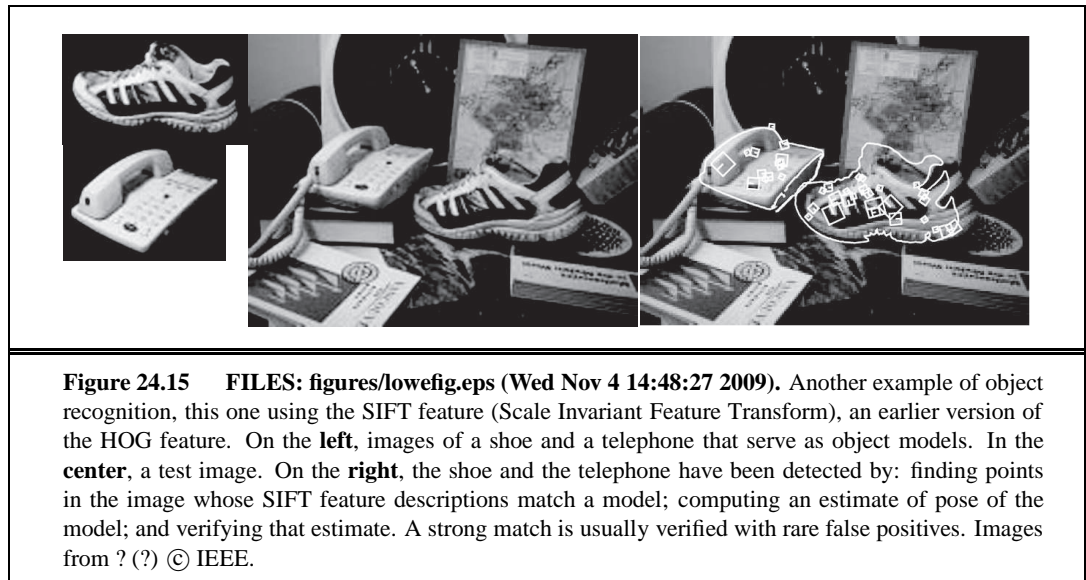 Figure 24.15 FILES: figures/lowefig.eps (Wed Nov 4 14:48:27 2009). Another example of object
recognition, this one using the SIFT feature (Scale Invariant Feature Transform), an earlier version of
the HOG feature. On the left, images of a shoe and a telephone that serve as object models. In the
center, a test image. On the right, the shoe and the telephone have been detected by: finding points
in the image whose SIFT feature descriptions match a model; computing an estimate of pose of the
model; and verifying that estimate. A strong match is usually verified with rare false positives. Images
from ? (?) © IEEE.